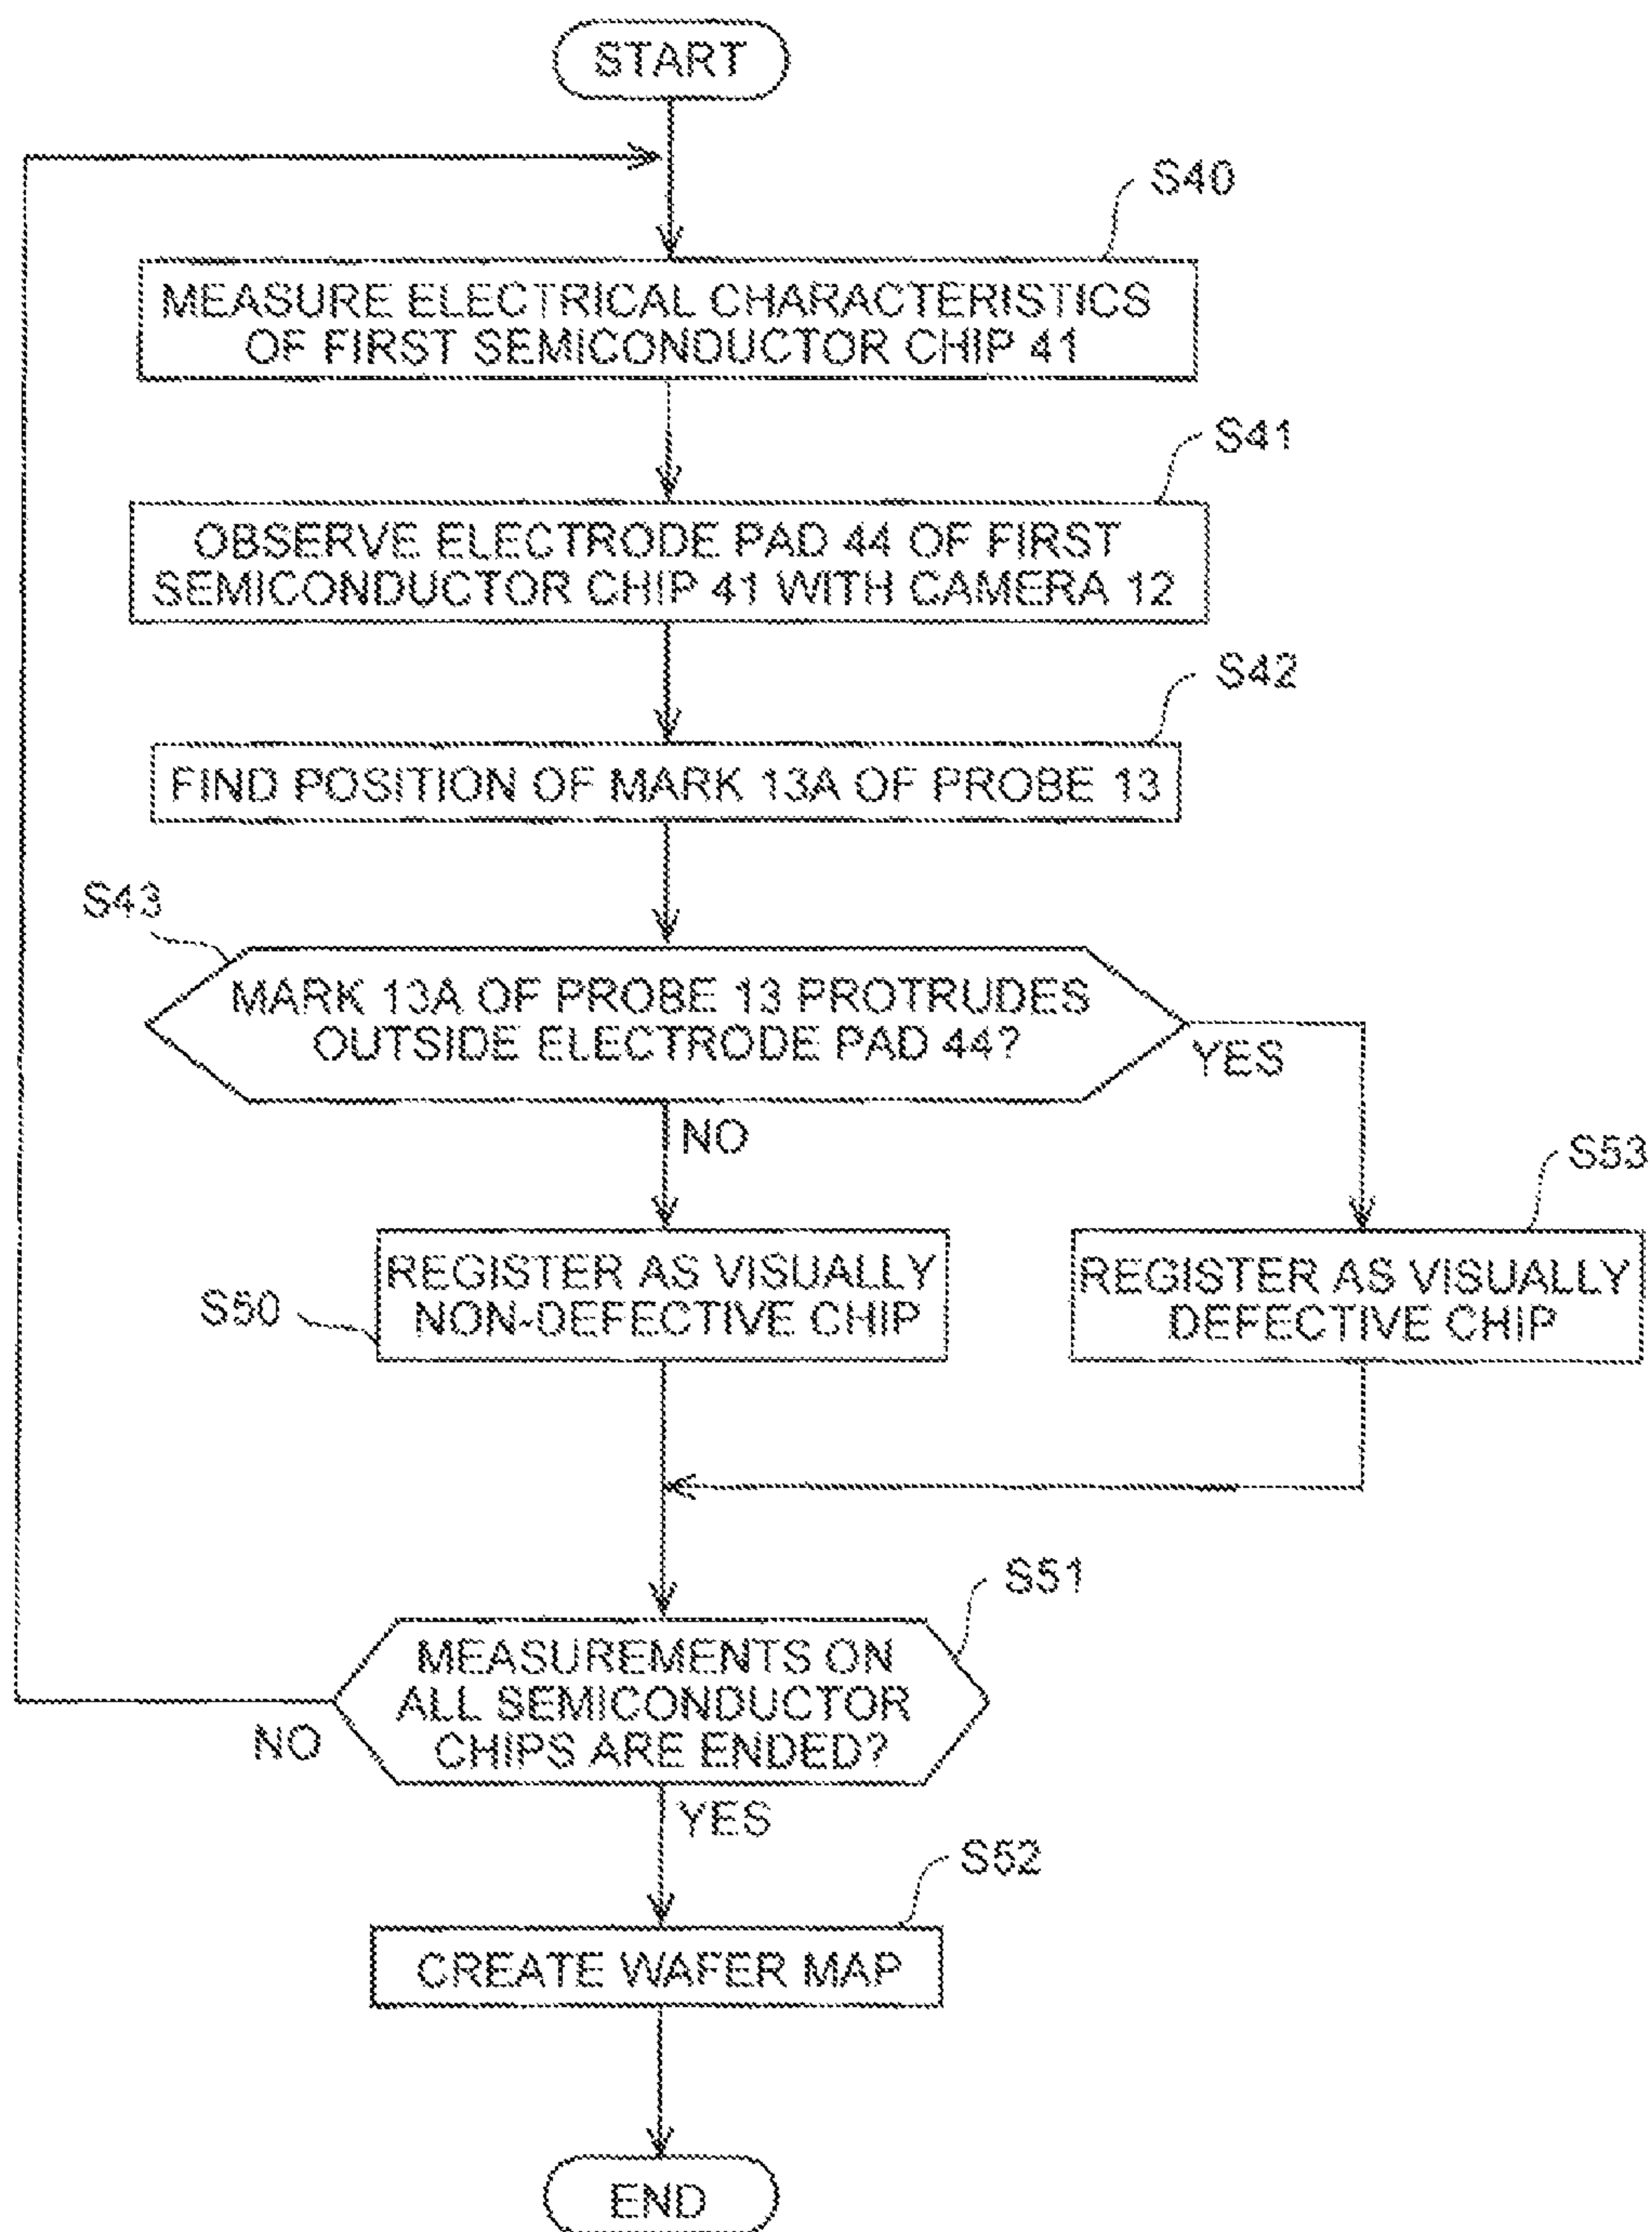 START
S40
MEASURE ELECTRICAL CHARACTERISTICS
OF FIRST SEMICONDUCTOR CHIP 41
S41
OBSERVE ELECTRODE PAD 44 OF FIRST
SEMICONDUCTOR CHIP 41 WITH CAMERA 12
S42
FIND POSITION OF MARK 13A OF PROBE 13
S43
MARK 13A OF PROBE 13 PROTRUDES
OUTSIDE ELECTRODE PAD 44?
YES
NO
S53
REGISTER AS VISUALLY
NON-DEFECTIVE CHIP
S50
REGISTER AS VISUALLY
DEFECTIVE CHIP
S51
MEASUREMENTS ON
ALL SEMICONDUCTOR
CHIPS ARE ENDED?
NO
YES
S52
CREATE WAFER MAP
END